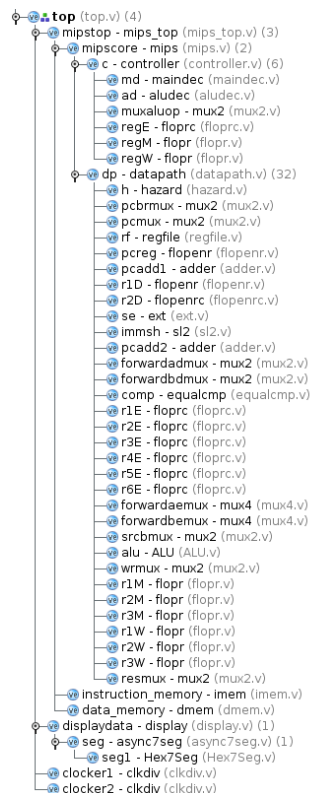 top (top.v) (4)
mipstop - mips_top (mips_top.v) (3)
mipscore - mips (mips.v) (2)
c - controller (controller.v) (6)
md - maindec (maindec.v)
ad - aludec (aludec.v)
muxaluop - mux2 (mux2.v)
regE - floprc (floprc.v)
regM - flopr (flopr.v)
regW - flopr (flopr.v)
dp - datapath (datapath.v) (32)
h - hazard (hazard.v)
pcbrmux - mux2 (mux2.v)
pcmux - mux2 (mux2.v)
rf - regfile (regfile.v)
pcreg - flopenr (flopenr.v)
pcadd1 - adder (adder.v)
r1D - flopenr (flopenr.v)
r2D - flopenrc (flopenrc.v)
se - ext (ext.v)
immsh - sl2 (sl2.v)
pcadd2 - adder (adder.v)
forwardadmux - mux2 (mux2.v)
forwardbdmux - mux2 (mux2.v)
comp - equalcmp (equalcmp.v)
r1E - floprc (floprc.v)
r2E - floprc (floprc.v)
r3E - floprc (floprc.v)
r4E - floprc (floprc.v)
r5E - floprc (floprc.v)
r6E - floprc (floprc.v)
forwardaemux - mux4 (mux4.v)
forwardbemux - mux4 (mux4.v)
srcbmux - mux2 (mux2.v)
alu - ALU (ALU.v)
wrmux - mux2 (mux2.v)
r1M - flopr (flopr.v)
r2M - flopr (flopr.v)
r3M - flopr (flopr.v)
r1W - flopr (flopr.v)
r2W - flopr (flopr.v)
r3W - flopr (flopr.v)
resmux - mux2 (mux2.v)
instruction_memory - imem (imem.v)
data_memory - dmem (dmem.v)
displaydata - display (display.v) (1)
seg - async7seg (async7seg.v) (1)
seg1 - Hex7Seg (Hex7Seg.v)
clocker1 - clkdiv (clkdiv.v)
clocker2 - clkdiv (clkdiv.v)